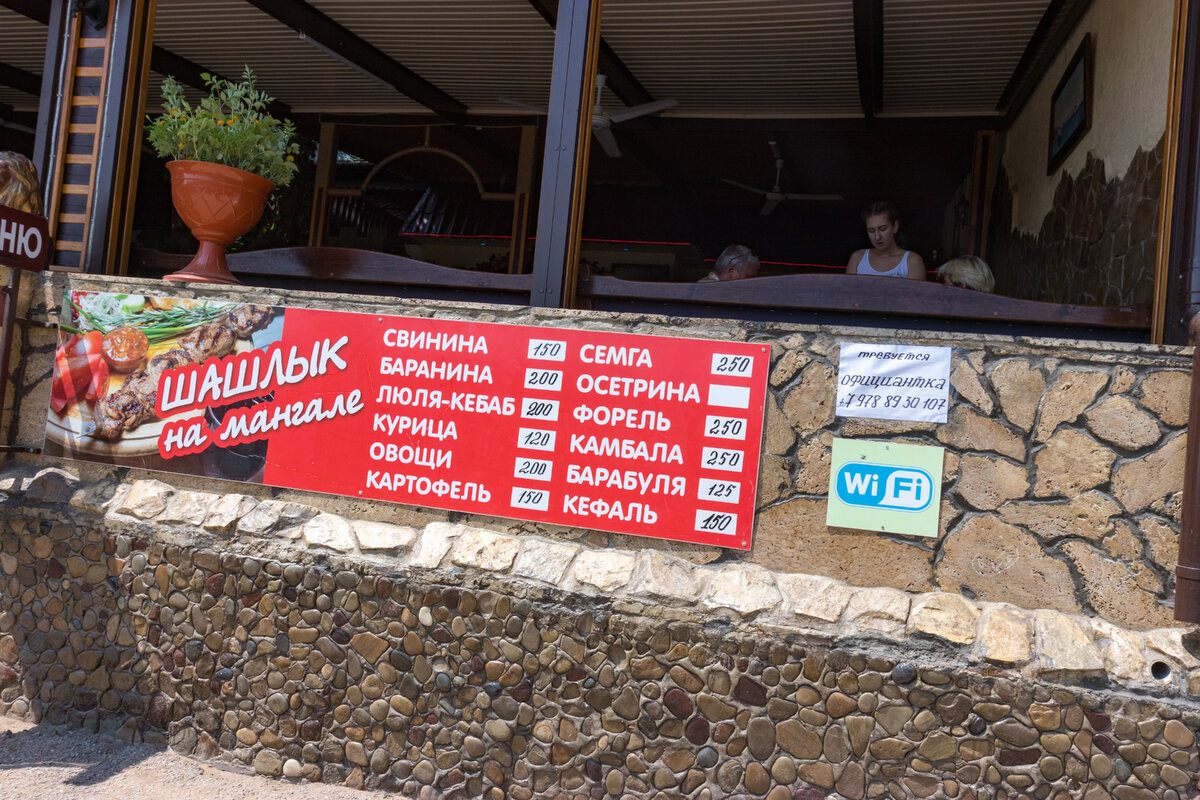 НЮ
ШАШЛЫК
на мангале
СВИНИНА 150
БАРАНИНА 200
ЛЮЛЯ-КЕБАБ 200
КУРИЦА 120
ОВОЩИ 200
КАРТОФЕЛЬ 150
СЕМГА 250
ОСЕТРИНА
ФОРЕЛЬ 250
КАМБАЛА 250
БАРАБУЛЯ 125
КЕФАЛЬ 150
требуется
официантка
+7 978 89 30 107
WiFi